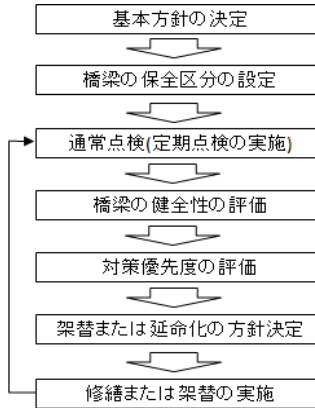 基本方針の決定
橋梁の保全区分の設定
通常点検(定期点検の実施)
橋梁の健全性の評価
対策優先度の評価
架替または延命化の方針決定
修繕または架替の実施